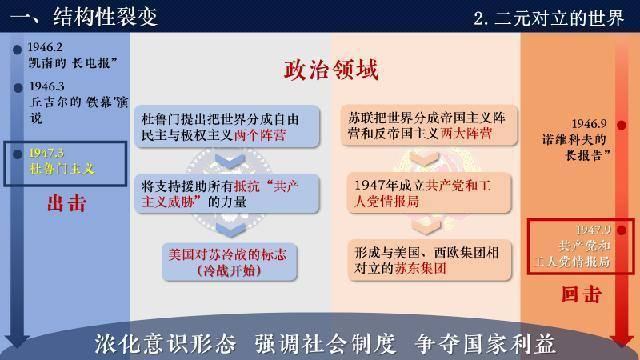 一、结构性裂变
2.二元对立的世界
1946.2
凯南的“长电报”
1946.3
丘吉尔的“铁幕”演
说
1947.3
杜鲁门主义
出击
政治领域
杜鲁门提出把世界分成自由
民主与极权主义两个阵营
将支持援助所有抵抗“共产
主义威胁”的力量
美国对苏冷战的标志
（冷战开始）
苏联把世界分成帝国主义阵
营和反帝国主义两大阵营
1947年成立共产党和工
人党情报局
形成与美国、西欧集团相
对立的苏东集团
1946.9
诺维科夫的
“长报告”
1947.9
共产党和
工人党情报局
回击
浓化意识形态 强调社会制度 争夺国家利益